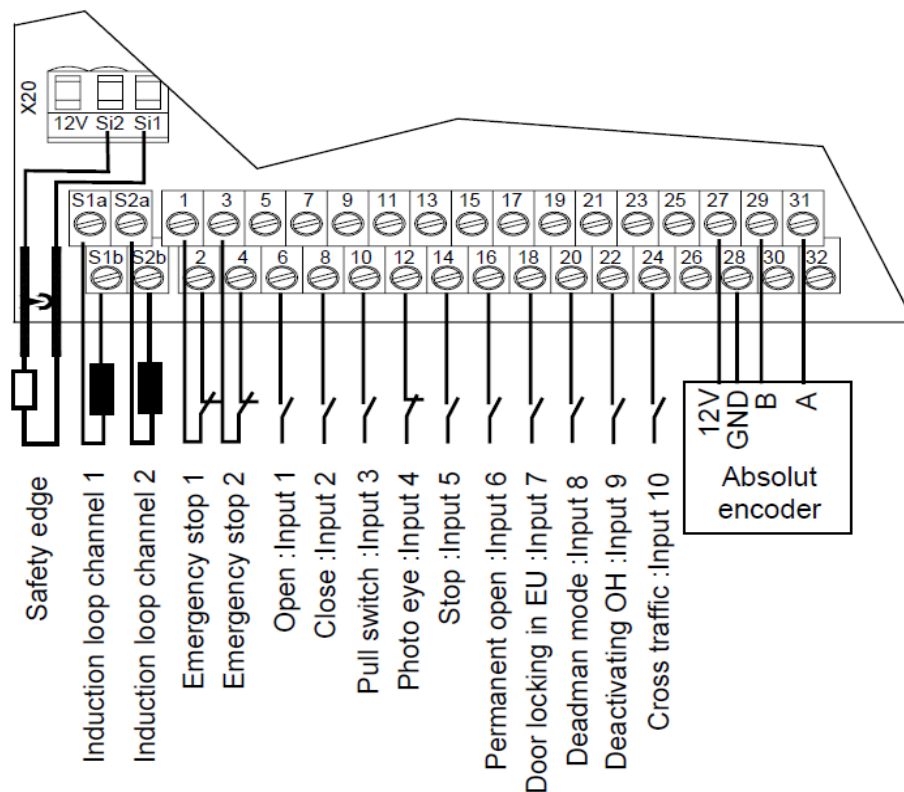 X20
12V Si2 Si1
S1a S2a 1 3 5 7 9 11 13 15 17 19 21 23 25 27 29 31
S1b S2b 2 4 6 8 10 12 14 16 18 20 22 24 26 28 30 32
Safety edge
Induction loop channel 1
Induction loop channel 2
Emergency stop 1
Emergency stop 2
Open :Input 1
Close :Input 2
Pull switch :Input 3
Photo eye :Input 4
Stop :Input 5
Permanent open :Input 6
Door locking in EU :Input 7
Deadman mode :Input 8
Deactivating OH :Input 9
Cross traffic :Input 10
12V
GND
B
A
Absolut
encoder